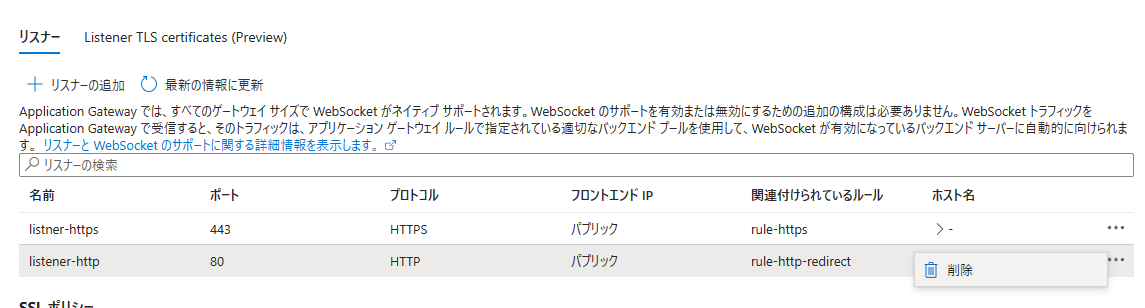 リスナー Listener TLS certificates (Preview)
リスナーの追加 最新の情報に更新
Application Gateway では、すべてのゲートウェイ サイズで WebSocket がネイティブ サポートされます。WebSocket のサポートを有効または無効にするための追加の構成は必要ありません。WebSocket トラフィックを
Application Gateway で受信すると、そのトラフィックは、アプリケーション ゲートウェイ ルールで指定されている適切なバックエンド プールを使用して、WebSocket が有効になっているバックエンド サーバーに自動的に向けられま
す。 リスナーと WebSocket のサポートに関する詳細情報を表示します。
リスナーの検索
名前 ポート プロトコル フロントエンド IP 関連付けられているルール ホスト名
listner-https 443 HTTPS パブリック rule-https > - ...
listener-http 80 HTTP パブリック rule-http-redirect ...
削除
SSL ポリシー